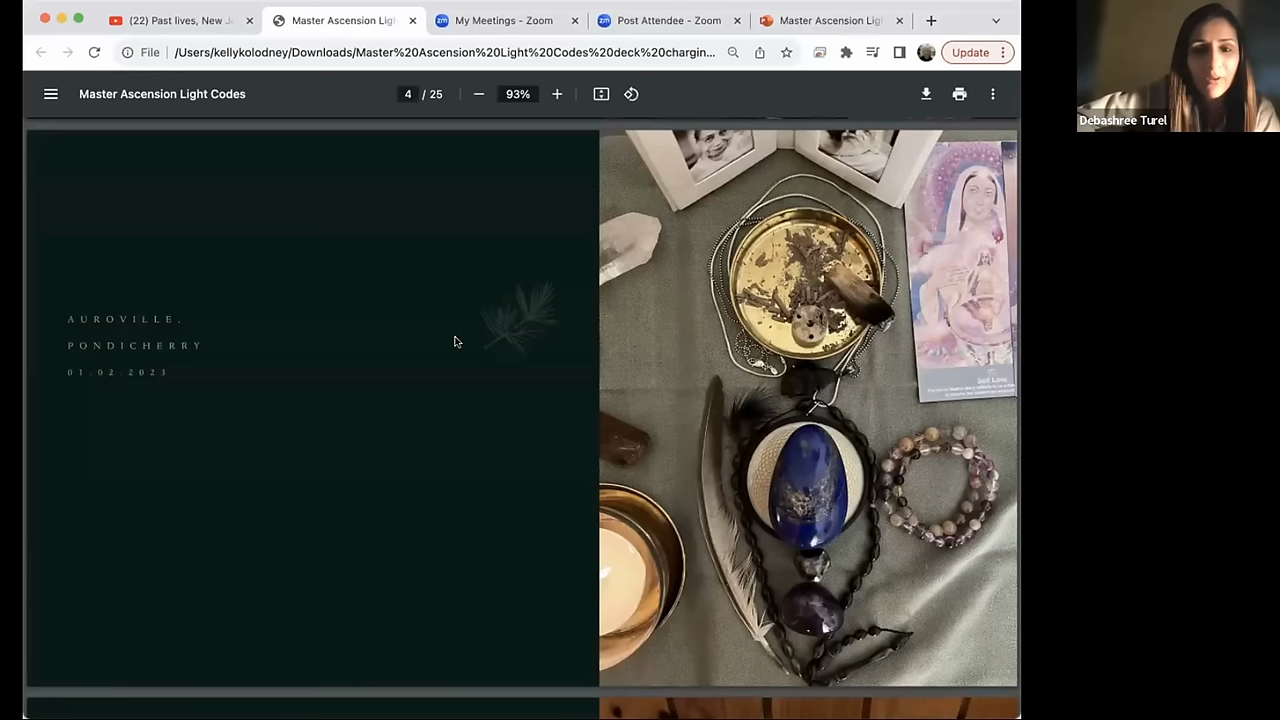 (22) Past lives, New J
Master Ascension Light Co
My Meetings - Zoom
Post Attendee - Zoom
Master Ascension Lig
File
/Users/kellykolodney/Downloads/Master%20Ascension%20Light%20Codes%20deck%20chargin...
Update
Master Ascension Light Codes
4 / 25
93%
Debashree Turel
AUROVILLE,
PONDICHERRY
01.02.2023
Self Love